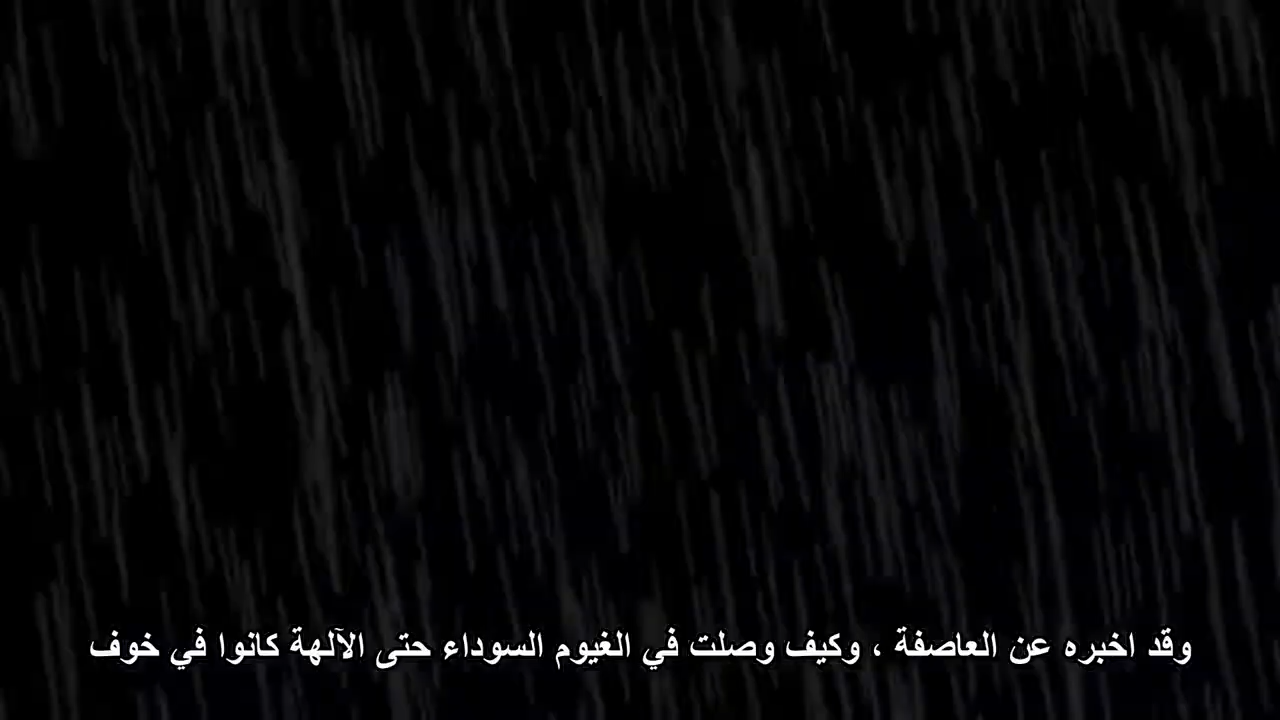 وقد اخبره عن العاصفة ، وكيف وصلت في الغيوم السوداء حتى الآلهة كانوا في خوف